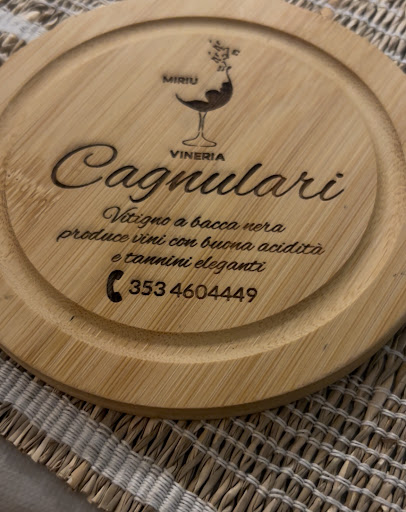 MIRIU
VINERIA
Cagnulari
Vitigno a bacca nera
produce vini con buona acidità
e tannini eleganti
353 4604449